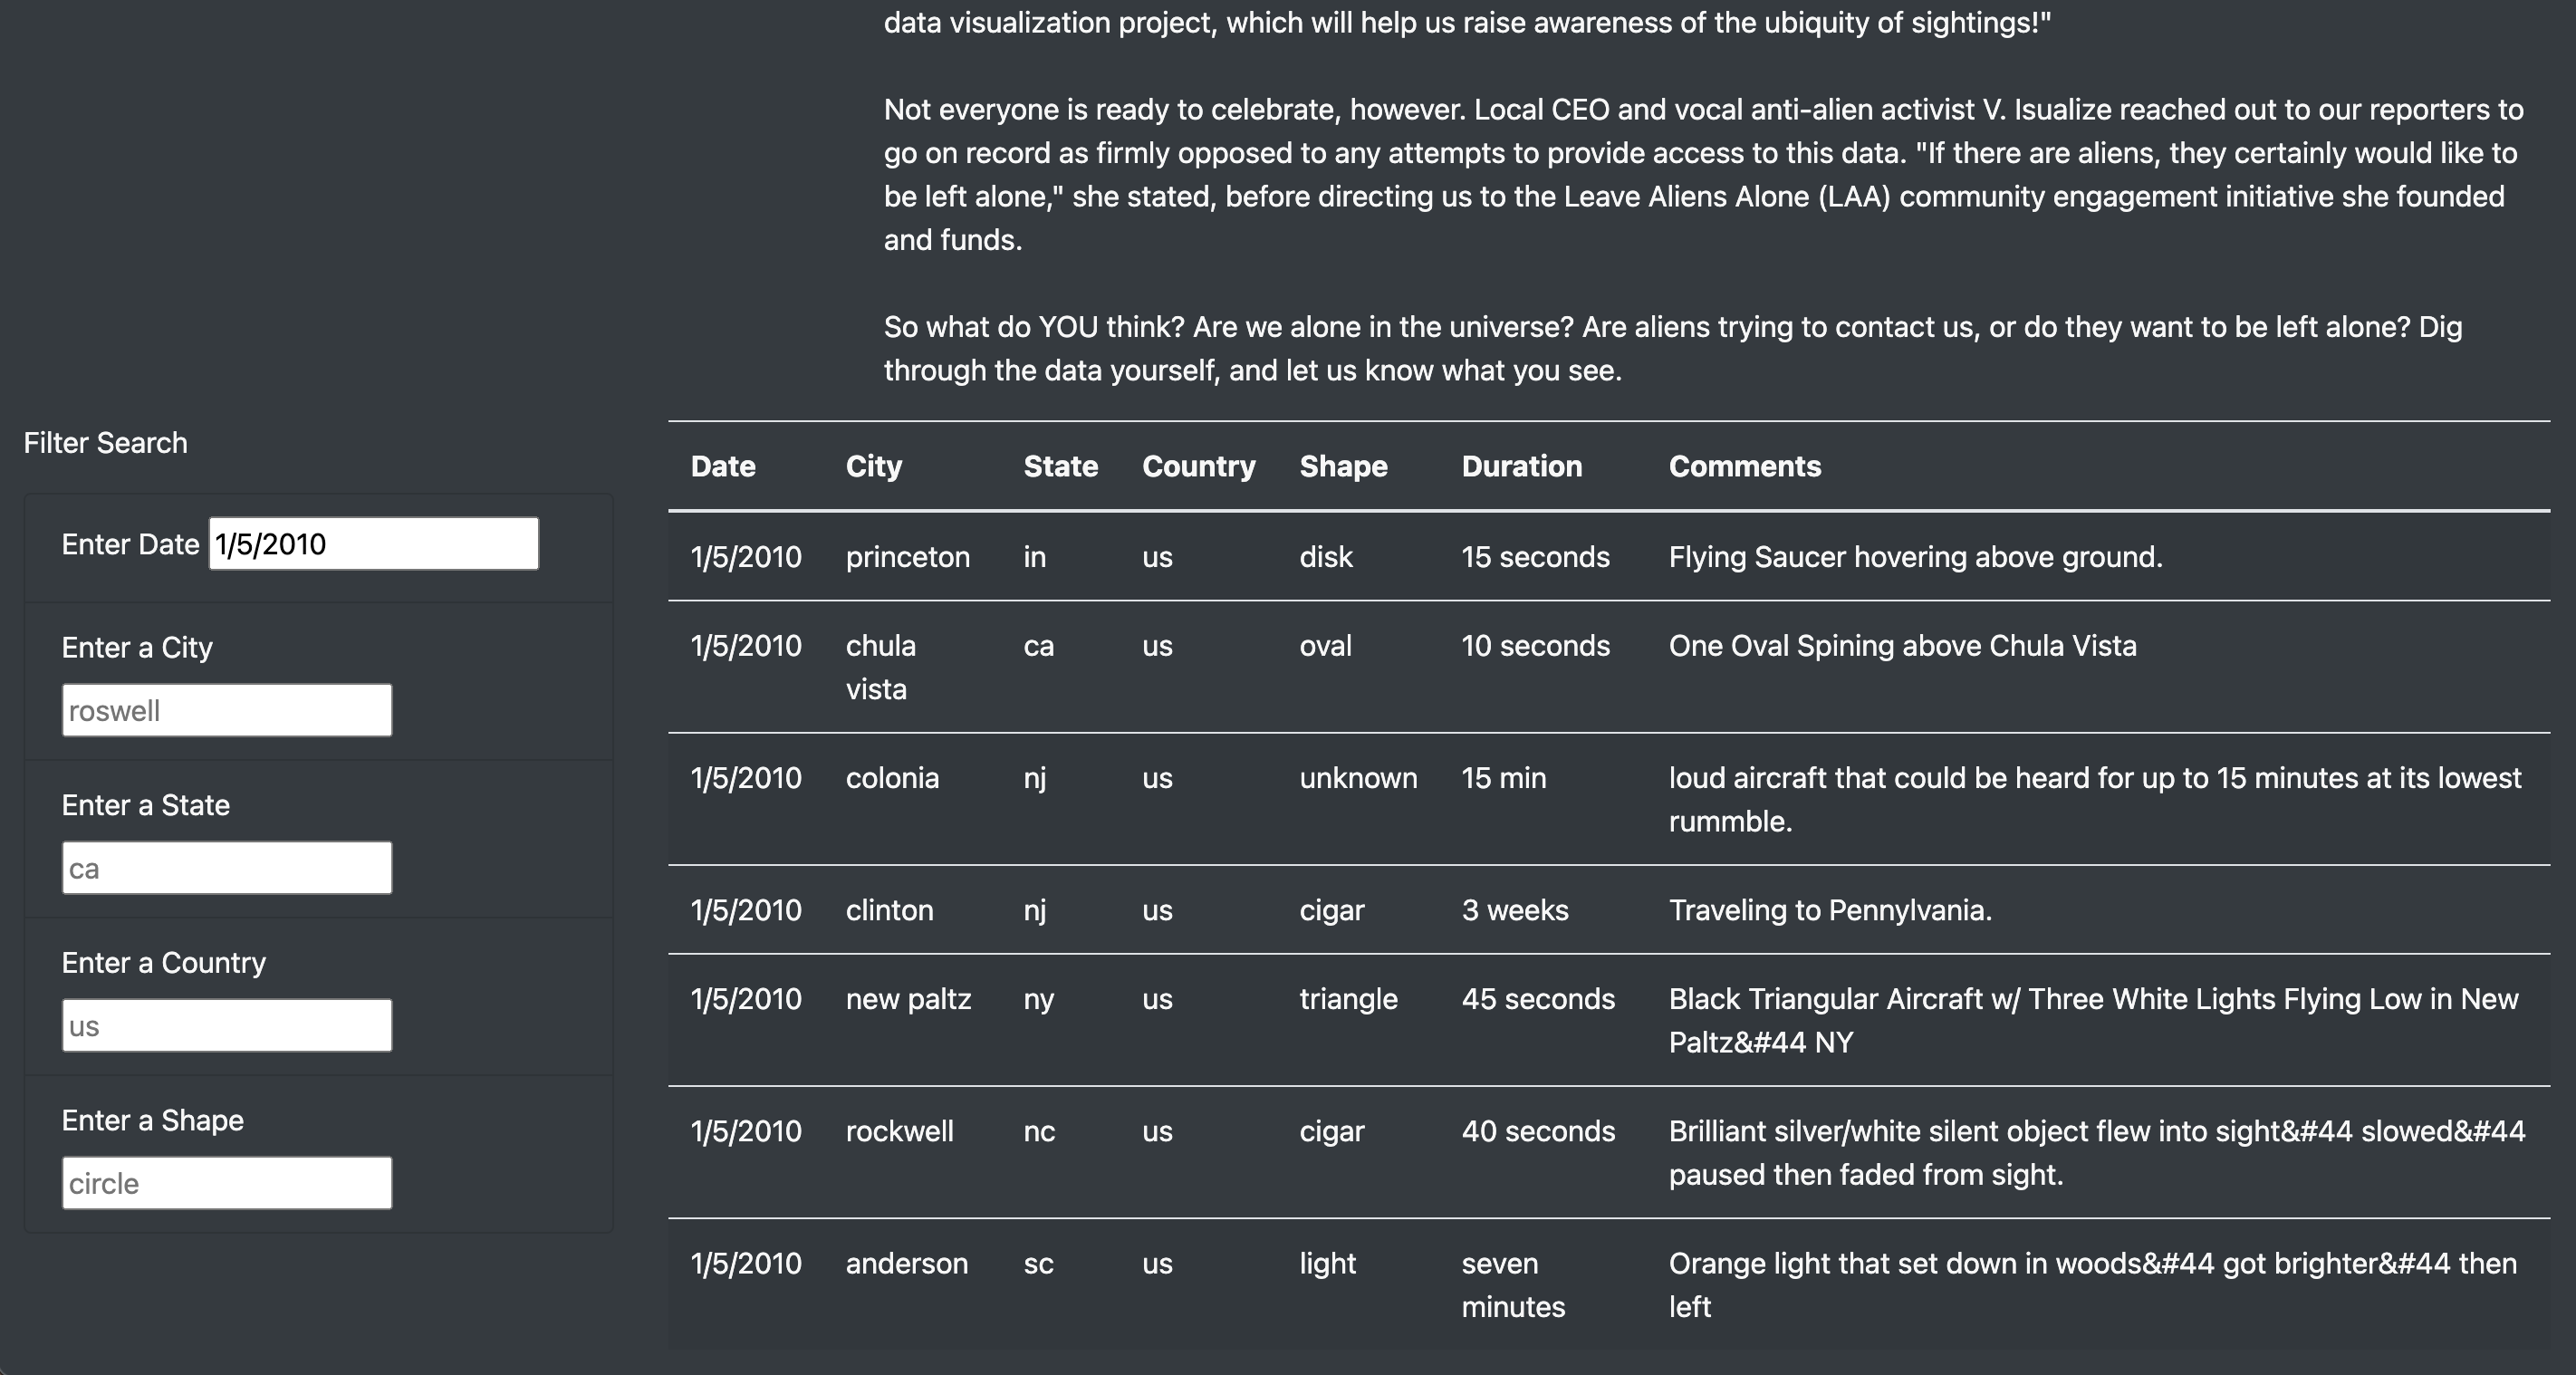 data visualization project, which will help us raise awareness of the ubiquity of sightings!"
Not everyone is ready to celebrate, however. Local CEO and vocal anti-alien activist V. Isualize reached out to our reporters to
go on record as firmly opposed to any attempts to provide access to this data. "If there are aliens, they certainly would like to
be left alone," she stated, before directing us to the Leave Aliens Alone (LAA) community engagement initiative she founded
and funds.
So what do YOU think? Are we alone in the universe? Are aliens trying to contact us, or do they want to be left alone? Dig
through the data yourself, and let us know what you see.
Filter Search
Enter Date 1/5/2010
Enter a City
roswell
Enter a State
ca
Enter a Country
us
Enter a Shape
circle
Date City State Country Shape Duration Comments
1/5/2010 princeton in us disk 15 seconds Flying Saucer hovering above ground.
1/5/2010 chula ca us oval 10 seconds One Oval Spining above Chula Vista
vista
1/5/2010 colonia nj us unknown 15 min loud aircraft that could be heard for up to 15 minutes at its lowest
rummble.
1/5/2010 clinton nj us cigar 3 weeks Traveling to Pennylvania.
1/5/2010 new paltz ny us triangle 45 seconds Black Triangular Aircraft w/ Three White Lights Flying Low in New
Paltz&#44 NY
1/5/2010 rockwell nc us cigar 40 seconds Brilliant silver/white silent object flew into sight&#44 slowed&#44
paused then faded from sight.
1/5/2010 anderson sc us light seven Orange light that set down in woods&#44 got brighter&#44 then
minutes left